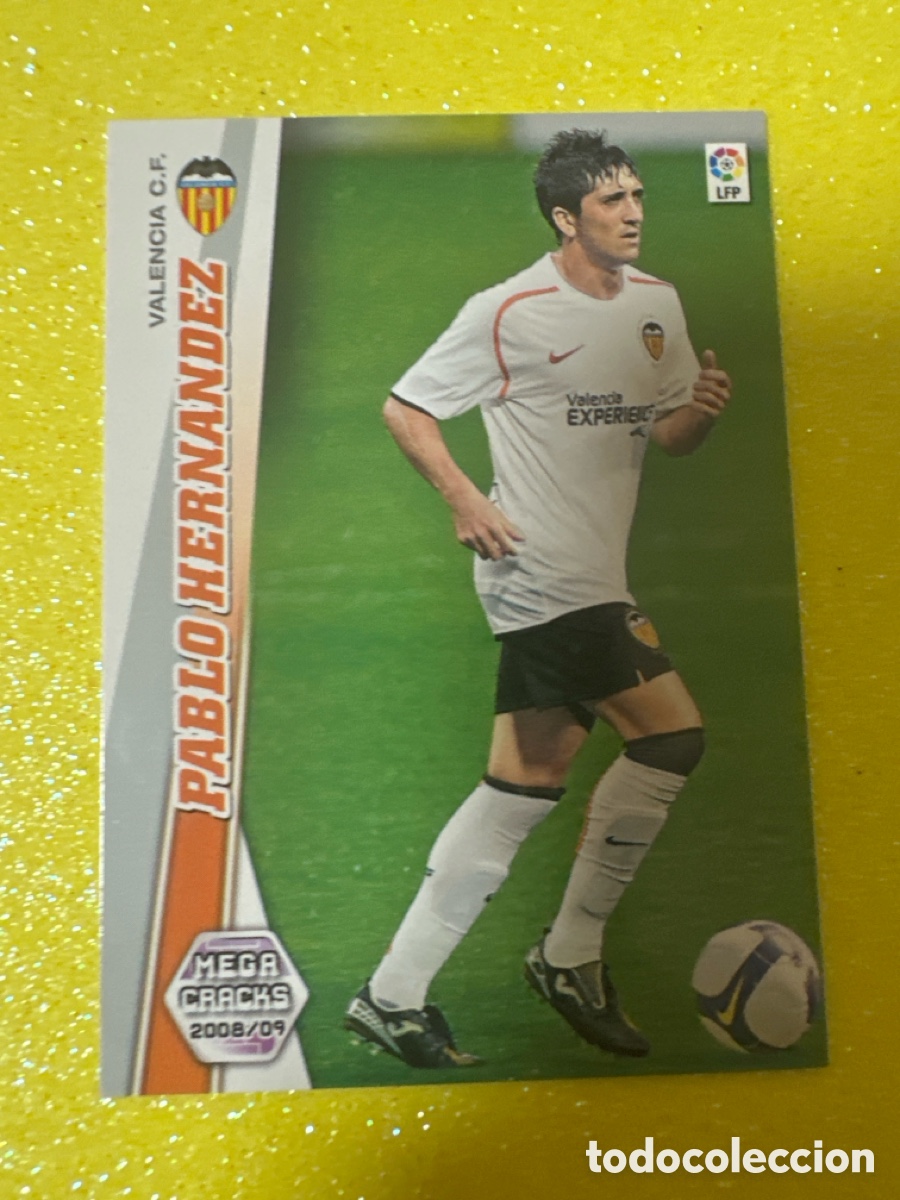 VALENCIA C.F.
PABLO HERNANDEZ
LFP
Valencia
EXPERIENCE
MEGA
CRACKS
2008/09
todocoleccion